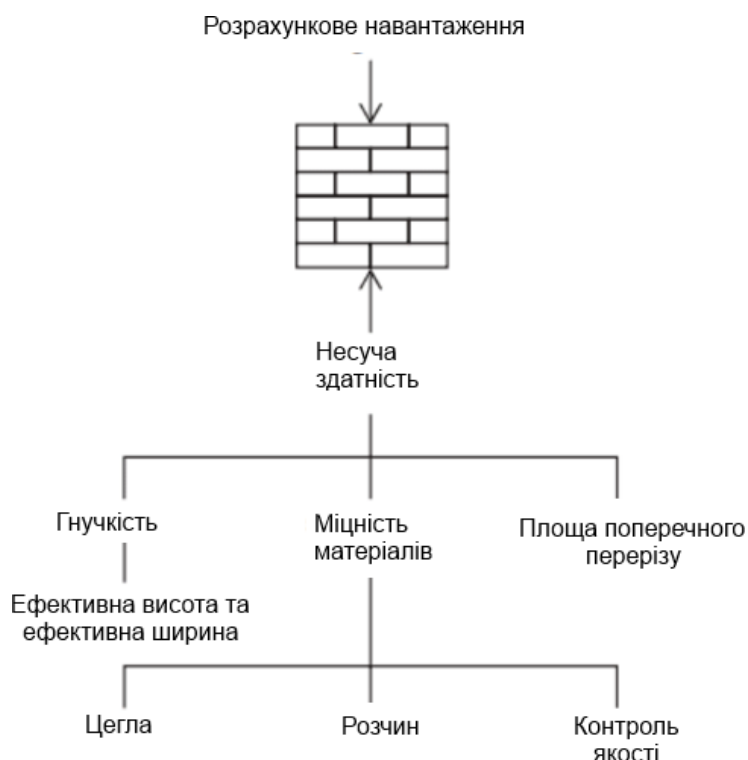 Розрахункове навантаження
Несуча
здатність
Гнучкість
Міцність
матеріалів
Площа поперечного
перерізу
Ефективна висота та
ефективна ширина
Цегла
Розчин
Контроль
якості